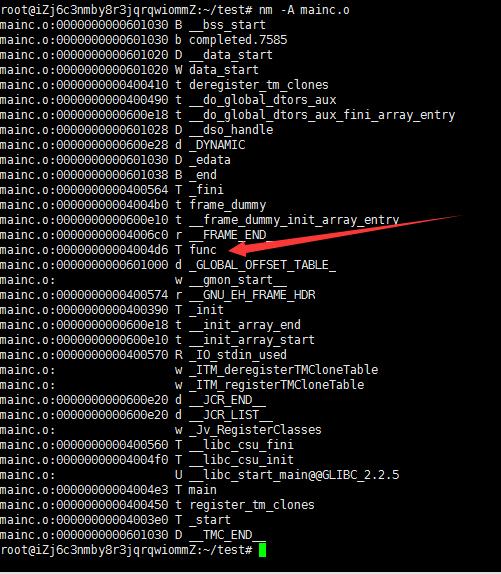 root@iZj6c3nmby8r3jqrqwiommZ:~/test# nm -A mainc.o
mainc.o:0000000000601030 B __bss_start
mainc.o:0000000000601030 b completed.7585
mainc.o:0000000000601020 D __data_start
mainc.o:0000000000601020 W data_start
mainc.o:0000000000400410 t deregister_tm_clones
mainc.o:0000000000400490 t __do_global_dtors_aux
mainc.o:0000000000600e18 t __do_global_dtors_aux_fini_array_entry
mainc.o:0000000000601028 D __dso_handle
mainc.o:0000000000600e28 d _DYNAMIC
mainc.o:0000000000601030 D _edata
mainc.o:0000000000601038 B _end
mainc.o:0000000000400564 T _fini
mainc.o:00000000004004b0 t frame_dummy
mainc.o:0000000000600e10 t __frame_dummy_init_array_entry
mainc.o:00000000004006c0 r __FRAME_END__
mainc.o:00000000004004d6 T func
mainc.o:0000000000601000 d _GLOBAL_OFFSET_TABLE_
mainc.o:                 w __gmon_start__
mainc.o:0000000000400574 r __GNU_EH_FRAME_HDR
mainc.o:0000000000400390 T _init
mainc.o:0000000000600e18 t __init_array_end
mainc.o:0000000000600e10 t __init_array_start
mainc.o:0000000000400570 R _IO_stdin_used
mainc.o:                 w _ITM_deregisterTMCloneTable
mainc.o:                 w _ITM_registerTMCloneTable
mainc.o:0000000000600e20 d __JCR_END__
mainc.o:0000000000600e20 d __JCR_LIST__
mainc.o:                 w _Jv_RegisterClasses
mainc.o:0000000000400560 T __libc_csu_fini
mainc.o:00000000004004f0 T __libc_csu_init
mainc.o:                 U __libc_start_main@@GLIBC_2.2.5
mainc.o:00000000004004e3 T main
mainc.o:0000000000400450 t register_tm_clones
mainc.o:00000000004003e0 T _start
mainc.o:0000000000601030 D __TMC_END__
root@iZj6c3nmby8r3jqrqwiommZ:~/test#